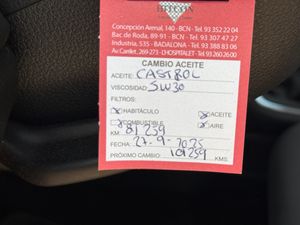 Concepción Arenal, 140 - BCN - Tel. 93 352 22 04
Bac de Roda, 89-91 - BCN - Tel. 93 307 47 27
Industria, 535 - BADALONA - Tel. 93 388 83 06
Av. Carrilet, 269-273 - L'HOSPITALET - Tel. 93 260 26 00
CAMBIO ACEITE
ACEITE: CASTROL
VISCOSIDAD 5W30
FILTROS:
HABITÁCULO ACEITE
COMBUSTIBLE AIRE
KM 81259
FECHA 27-9-2025
PRÓXIMO CAMBIO: 101259 KMS